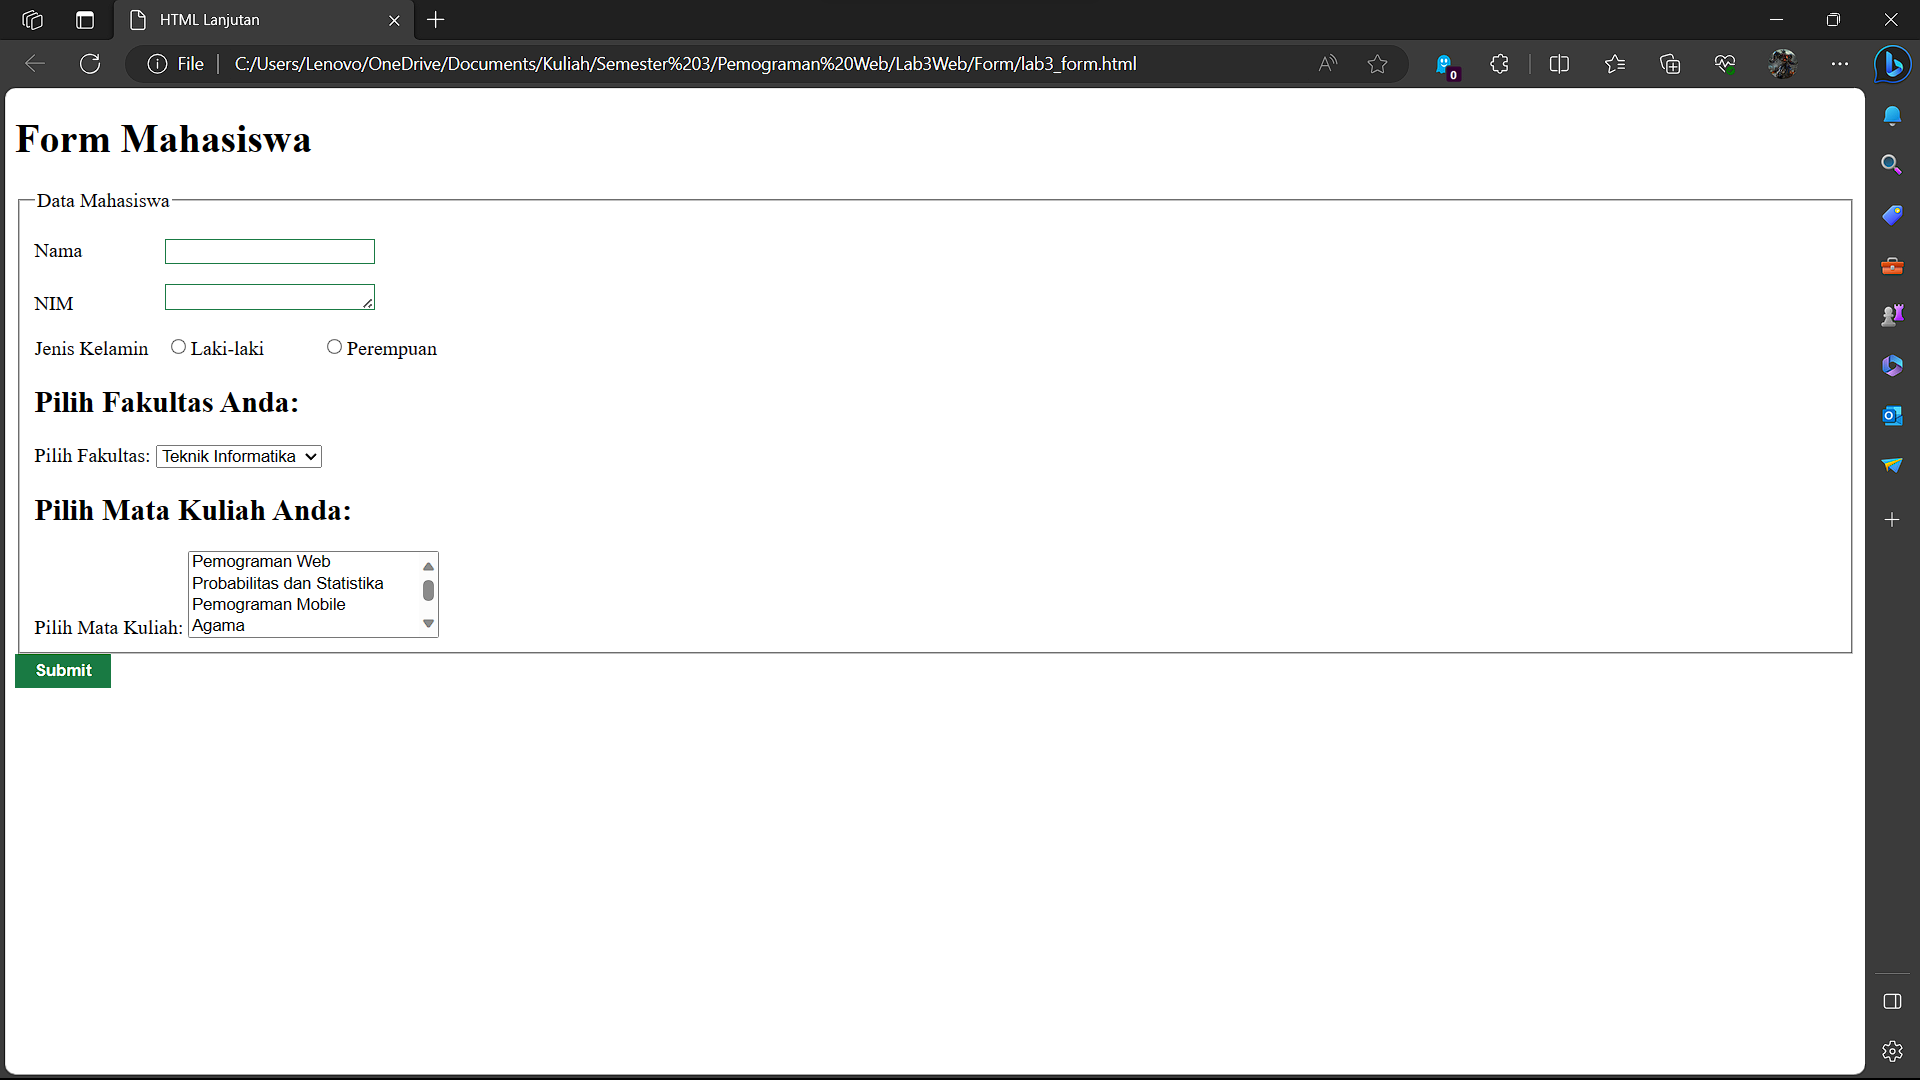 HTML Lanjutan
File C:/Users/Lenovo/OneDrive/Documents/Kuliah/Semester%203/Pemograman%20Web/Lab3Web/Form/lab3_form.html
0
Form Mahasiswa
Data Mahasiswa
Nama
NIM
Jenis Kelamin Laki-laki Perempuan
Pilih Fakultas Anda:
Pilih Fakultas: Teknik Informatika
Pilih Mata Kuliah Anda:
Pemograman Web
Probabilitas dan Statistika
Pemograman Mobile
Agama
Pilih Mata Kuliah:
Submit